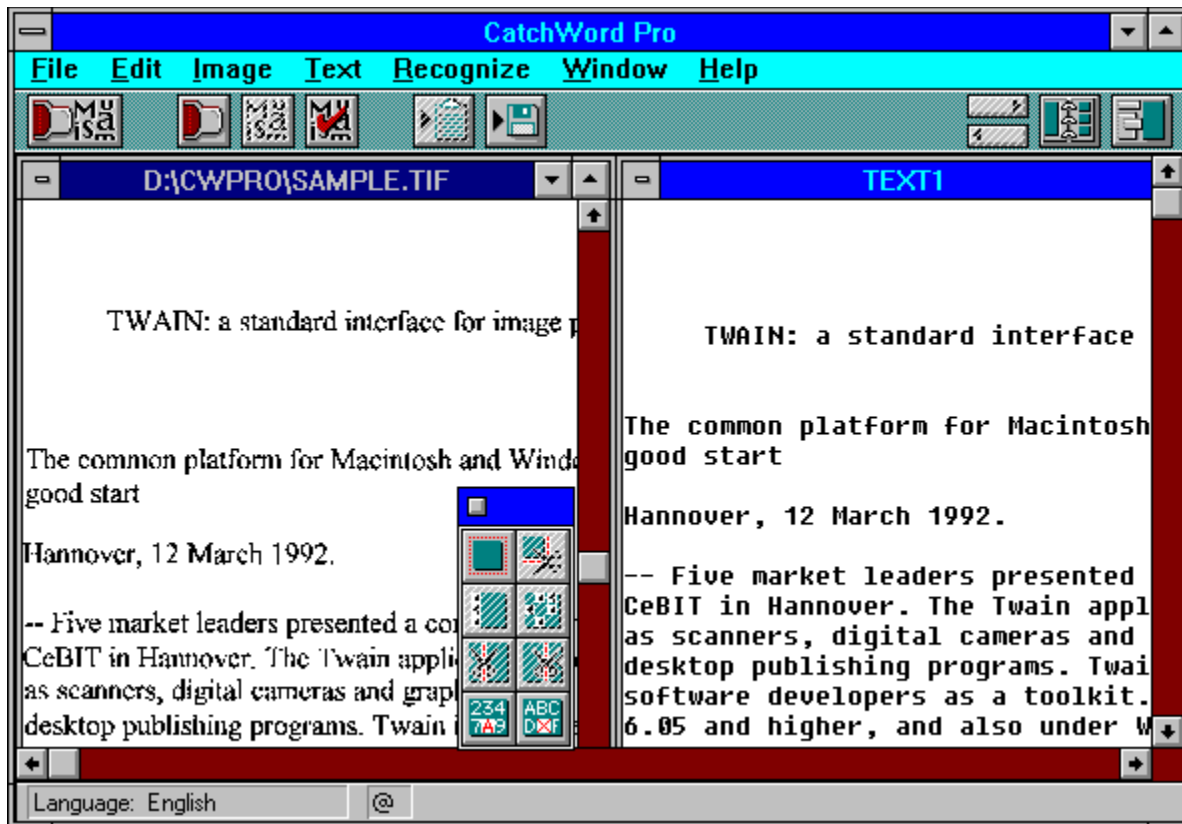 CatchWord Pro
File Edit Image Text Recognize Window Help
D:\CWPRO\SAMPLE.TIF
TWAIN: a standard interface for image p
The common platform for Macintosh and Wind
good start
Hannover, 12 March 1992.
-- Five market leaders presented a co
CeBIT in Hannover. The Twain appli
as scanners, digital cameras and grap
desktop publishing programs. Twain i
234
7A9
ABC
DF
TEXT1
TWAIN: a standard interface
The common platform for Macintosh
good start
Hannover, 12 March 1992.
-- Five market leaders presented
CeBIT in Hannover. The Twain appl
as scanners, digital cameras and
desktop publishing programs. Twai
software developers as a toolkit.
6.05 and higher, and also under W
Language: English @